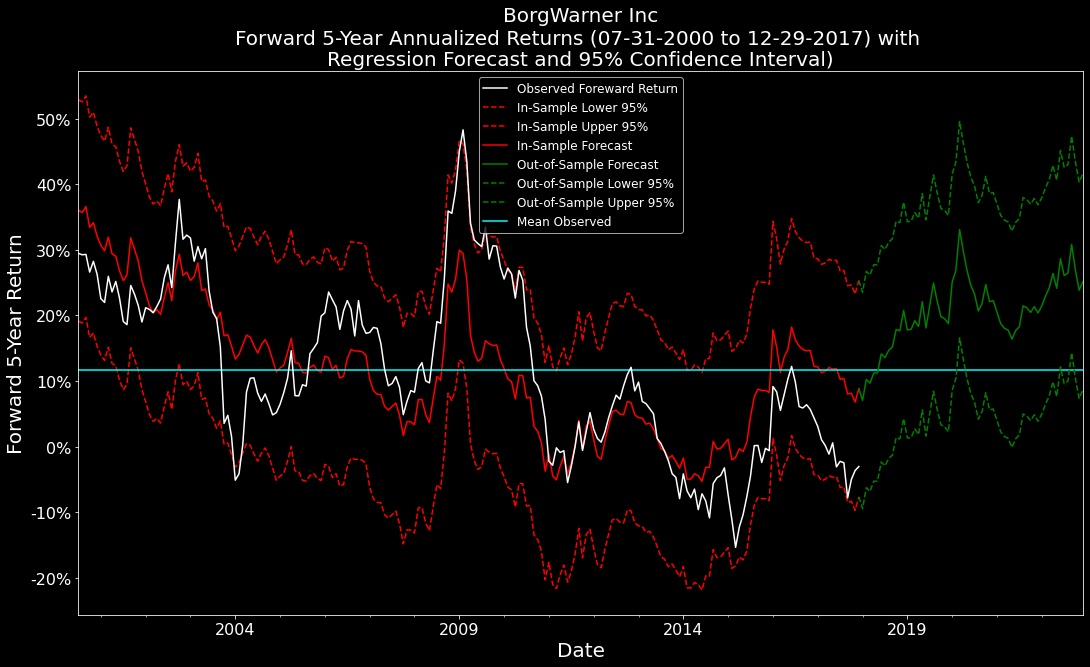 BorgWarner Inc
Forward 5-Year Annualized Returns (07-31-2000 to 12-29-2017) with
Regression Forecast and 95% Confidence Interval)
Observed Foreward Return
In-Sample Lower 95%
In-Sample Upper 95%
In-Sample Forecast
Out-of-Sample Forecast
Out-of-Sample Lower 95%
Out-of-Sample Upper 95%
Mean Observed
Forward 5-Year Return
50%
40%
30%
20%
10%
0%
-10%
-20%
2004
2009
2014
2019
Date